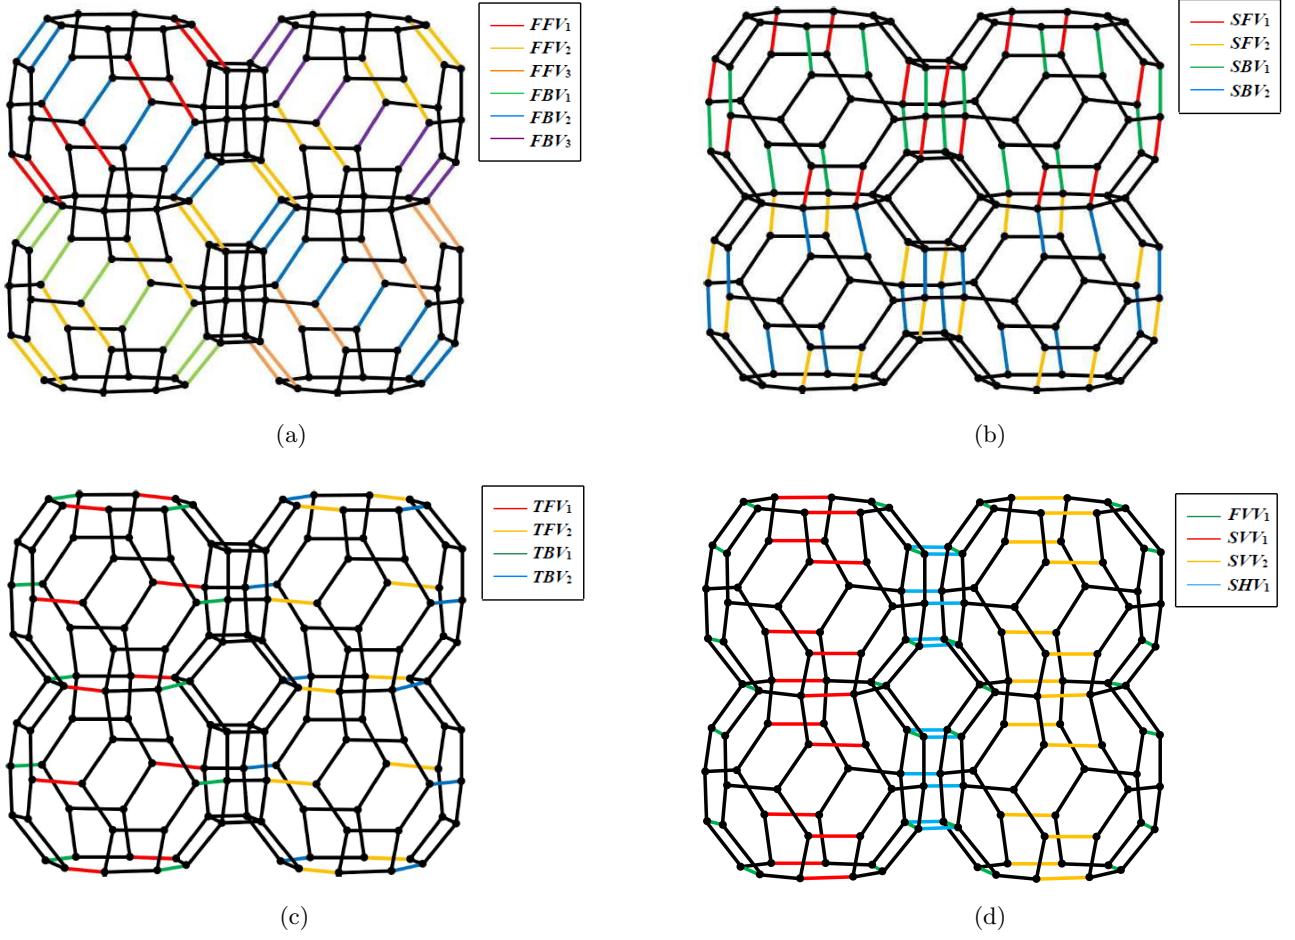 FFV₁
FFV₂
FFV₃
FBV₁
FBV₂
FBV₃
(a)
SFV₁
SFV₂
SBV₁
SBV₂
(b)
TFV₁
TFV₂
TBV₁
TBV₂
(c)
FVV₁
SVV₁
SVV₂
SHV₁
(d)